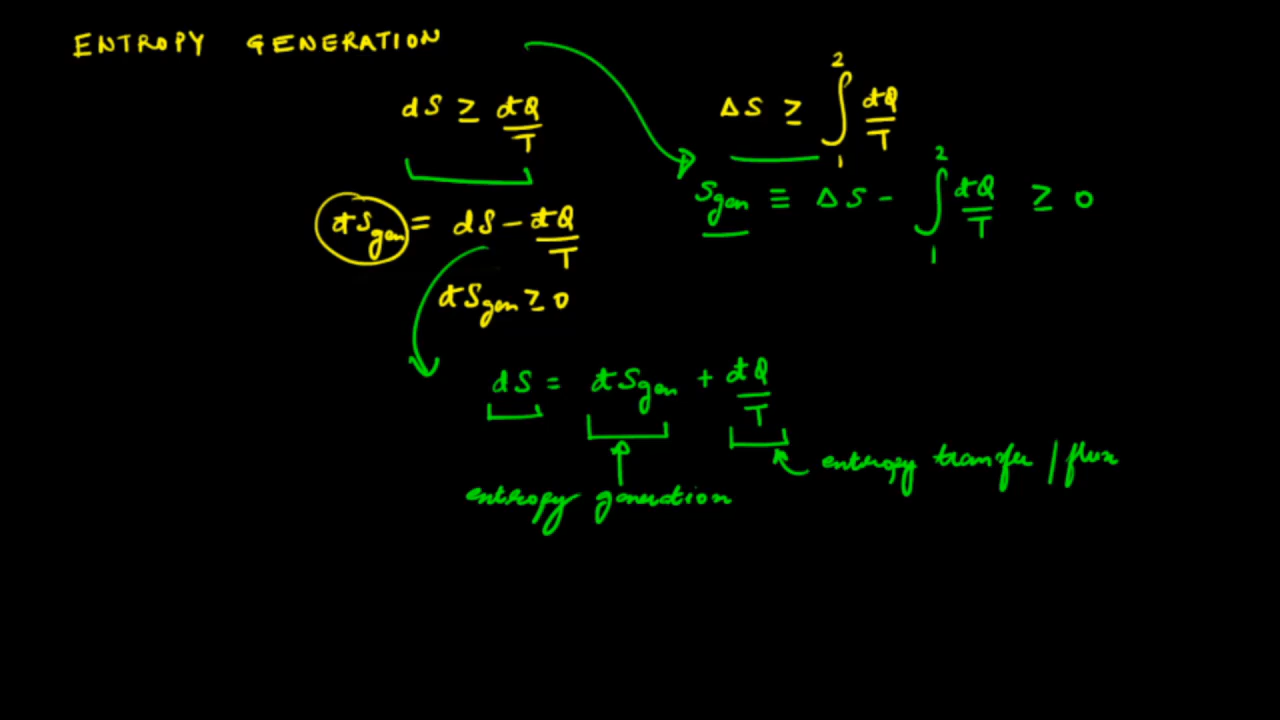 ENTROPY GENERATION
dS ≥ đQ/T
ΔS ≥ ∫₁² đQ/T
đS_gen = dS - đQ/T
S_gen ≡ ΔS - ∫₁² đQ/T ≥ 0
đS_gen ≥ 0
dS = đS_gen + đQ/T
entropy transfer / flux
entropy generation